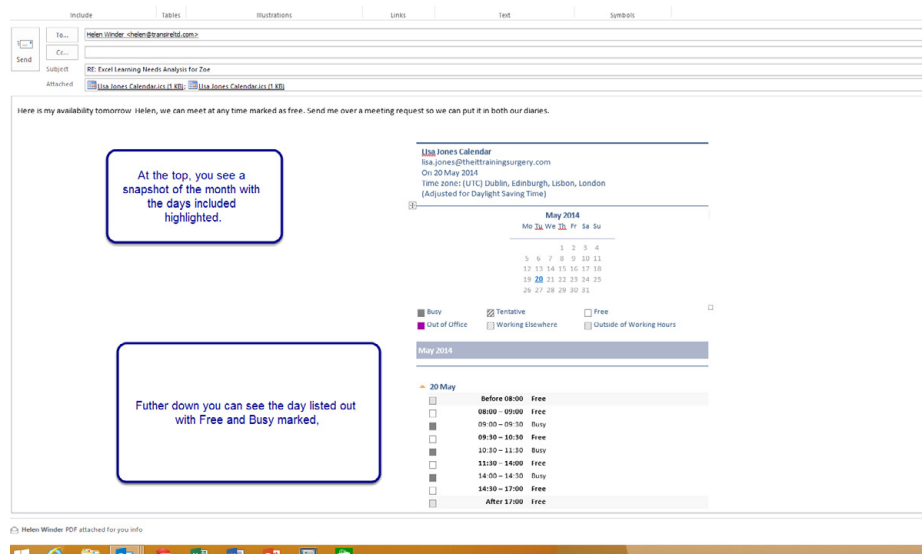 Include Tables Illustrations Links Text Symbols
To... Helen Winder <helen@transireltd.com>
Cc...
Send
Subject RE: Excel Learning Needs Analysis for Zoe
Attached Lisa Jones Calendar.ics (1 KB); Lisa Jones Calendar.ics (1 KB)
Here is my availability tomorrow Helen, we can meet at any time marked as free. Send me over a meeting request so we can put it in both our diaries.
At the top, you see a
snapshot of the month with
the days included
highlighted.
Lisa Jones Calendar
lisa.jones@theittrainingsurgery.com
On 20 May 2014
Time zone: (UTC) Dublin, Edinburgh, Lisbon, London
(Adjusted for Daylight Saving Time)
May 2014
Mo Tu We Th Fr Sa Su
1 2 3 4
5 6 7 8 9 10 11
12 13 14 15 16 17 18
19 20 21 22 23 24 25
26 27 28 29 30 31
Busy Tentative Free
Out of Office Working Elsewhere Outside of Working Hours
May 2014
Futher down you can see the day listed out
with Free and Busy marked,
20 May
Before 08:00 Free
08:00 – 09:00 Free
09:00 – 09:30 Busy
09:30 – 10:30 Free
10:30 – 11:30 Busy
11:30 – 14:00 Free
14:00 – 14:30 Busy
14:30 – 17:00 Free
After 17:00 Free
Helen Winder PDF attached for you info